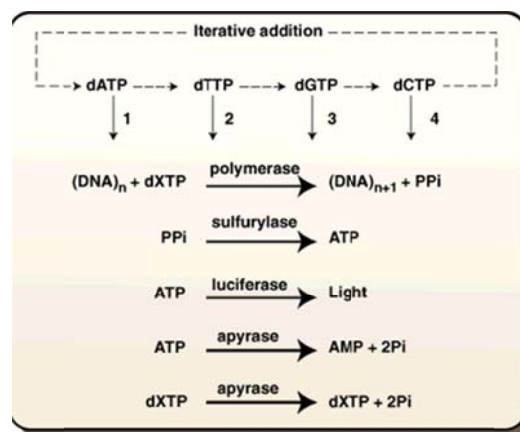 Iterative addition
dATP dTTP dGTP dCTP
1 2 3 4
polymerase
(DNA)n + dXTP (DNA)n+1 + PPi
sulfurylase
PPi ATP
luciferase
ATP Light
apyrase
ATP AMP + 2Pi
apyrase
dXTP dXTP + 2Pi